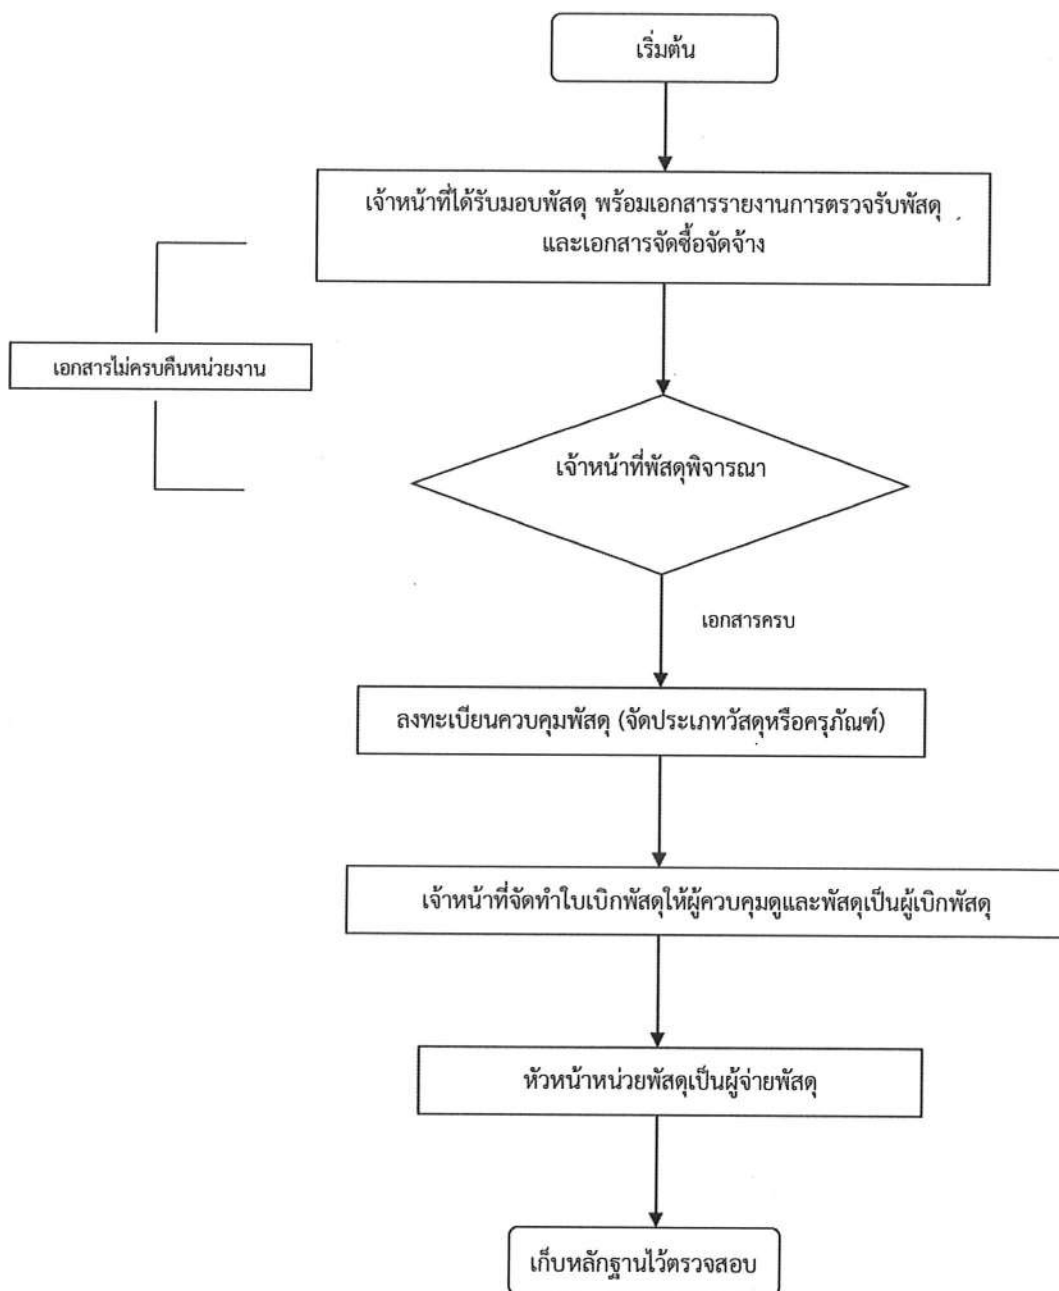 เริ่มต้น
เจ้าหน้าที่ได้รับมอบพัสดุ พร้อมเอกสารรายงานการตรวจรับพัสดุ
และเอกสารจัดซื้อจัดจ้าง
เอกสารไม่ครบคืนหน่วยงาน
เจ้าหน้าที่พัสดุพิจารณา
เอกสารครบ
ลงทะเบียนควบคุมพัสดุ (จัดประเภทวัสดุหรือครุภัณฑ์)
เจ้าหน้าที่จัดทำใบเบิกพัสดุให้ผู้ควบคุมดูและพัสดุเป็นผู้เบิกพัสดุ
หัวหน้าหน่วยพัสดุเป็นผู้จ่ายพัสดุ
เก็บหลักฐานไว้ตรวจสอบ